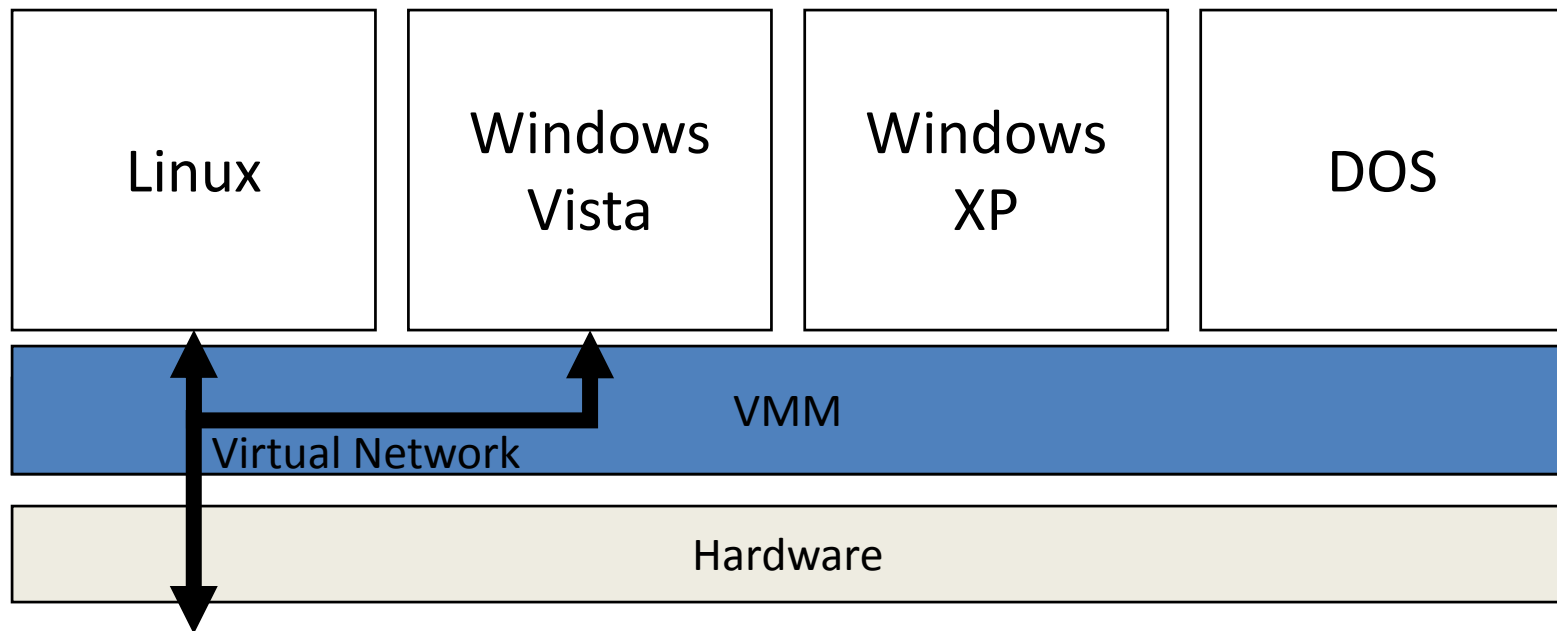 Linux
Windows
Vista
Windows
XP
DOS
VMM
Virtual Network
Hardware